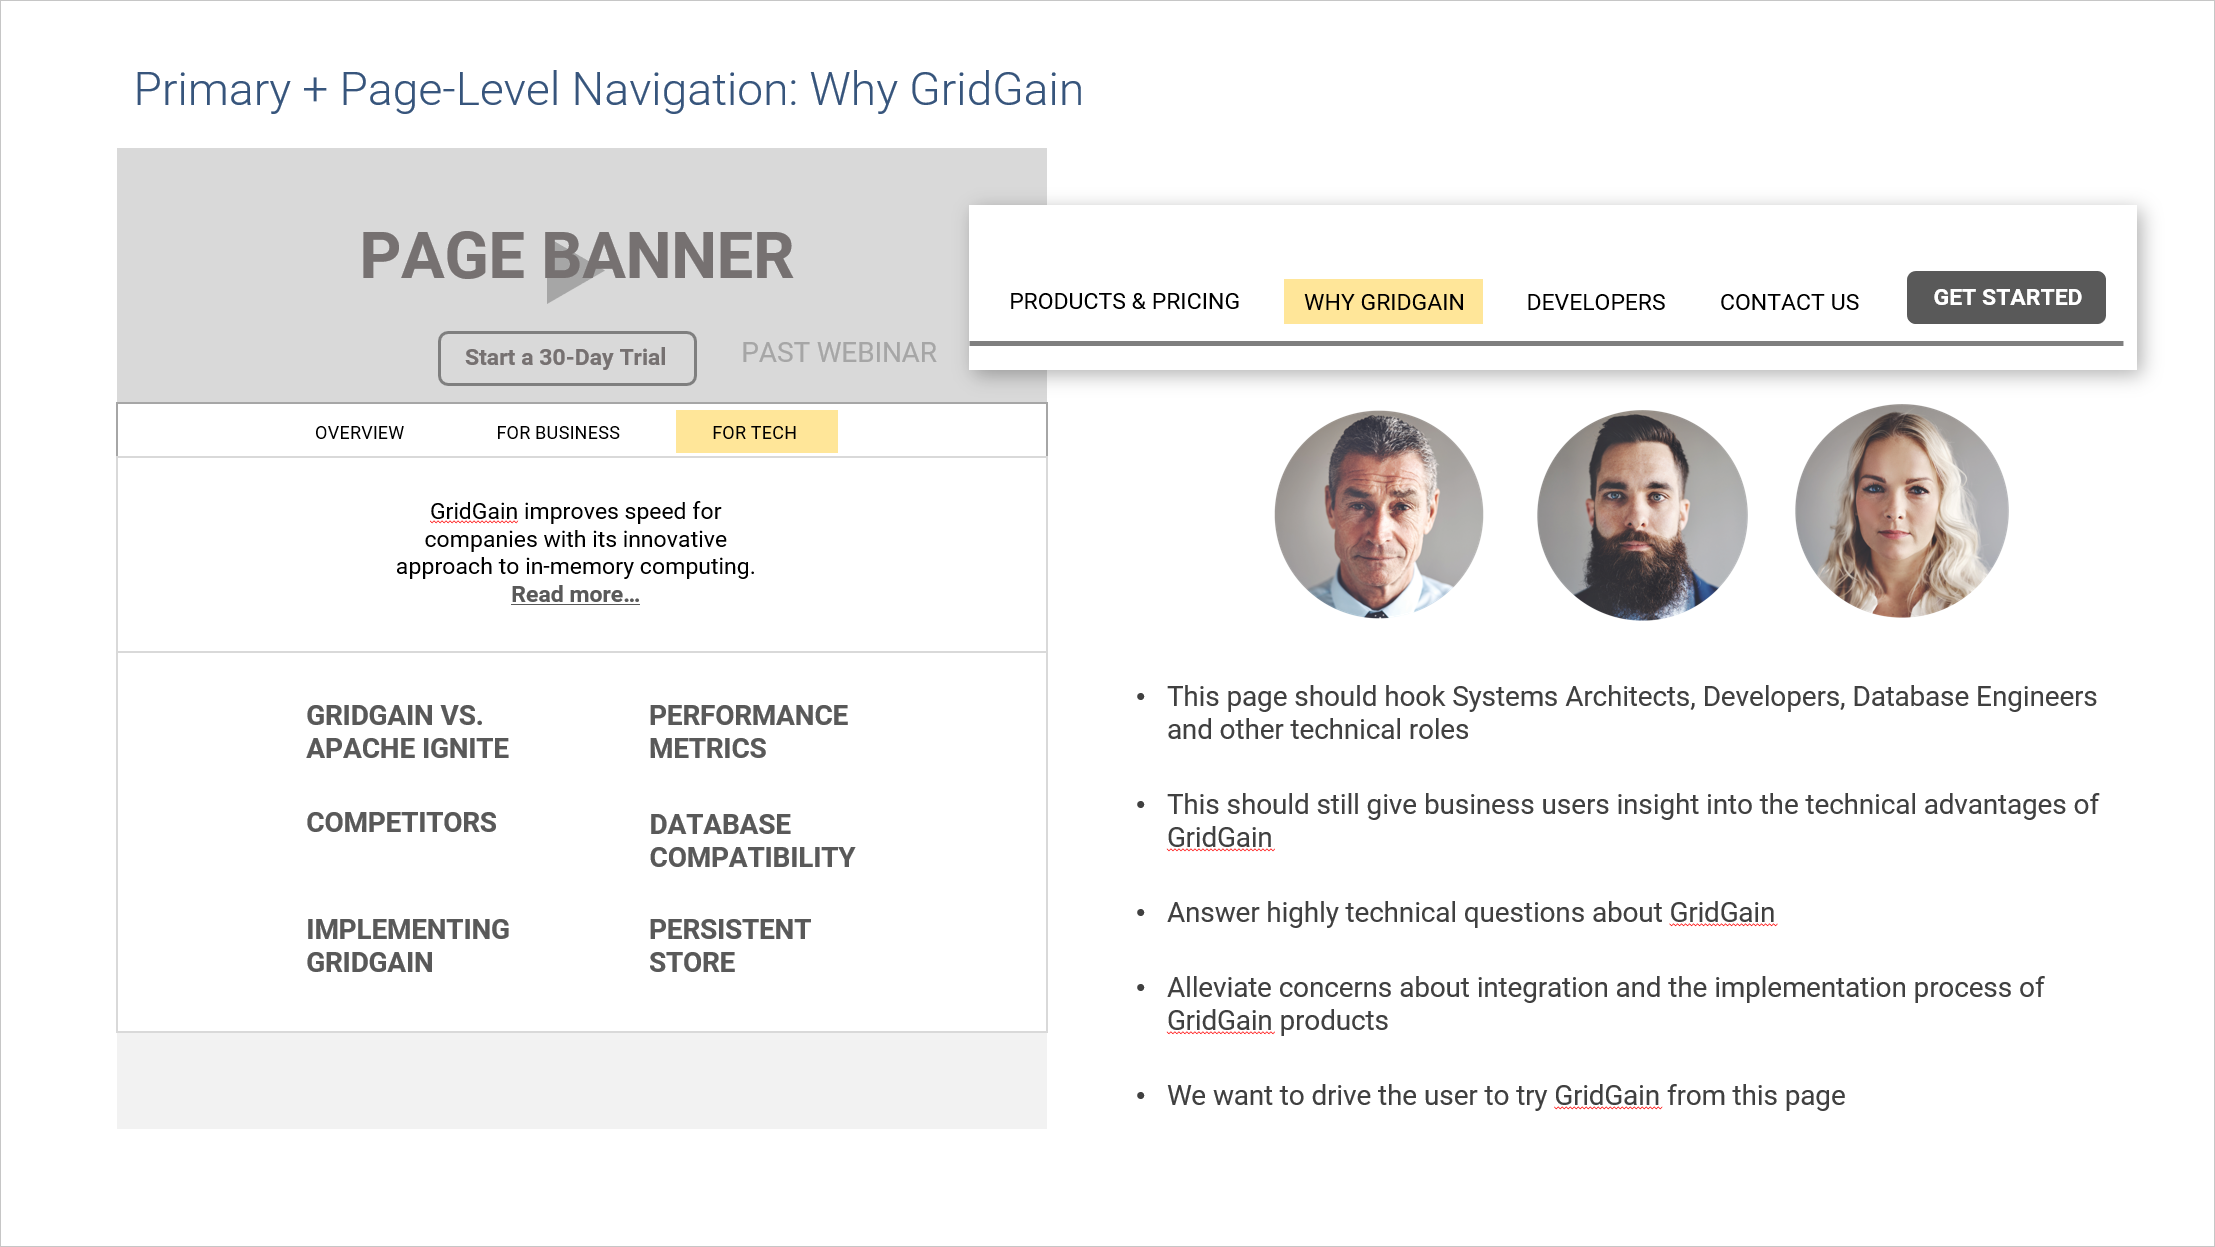 Primary + Page-Level Navigation: Why GridGain
PAGE BANNER
Start a 30-Day Trial
PAST WEBINAR
PRODUCTS & PRICING
WHY GRIDGAIN
DEVELOPERS
CONTACT US
GET STARTED
OVERVIEW
FOR BUSINESS
FOR TECH
GridGain improves speed for
companies with its innovative
approach to in-memory computing.
Read more...
GRIDGAIN VS.
APACHE IGNITE
PERFORMANCE
METRICS
COMPETITORS
DATABASE
COMPATIBILITY
IMPLEMENTING
GRIDGAIN
PERSISTENT
STORE
• This page should hook Systems Architects, Developers, Database Engineers
and other technical roles
• This should still give business users insight into the technical advantages of
GridGain
• Answer highly technical questions about GridGain
• Alleviate concerns about integration and the implementation process of
GridGain products
• We want to drive the user to try GridGain from this page